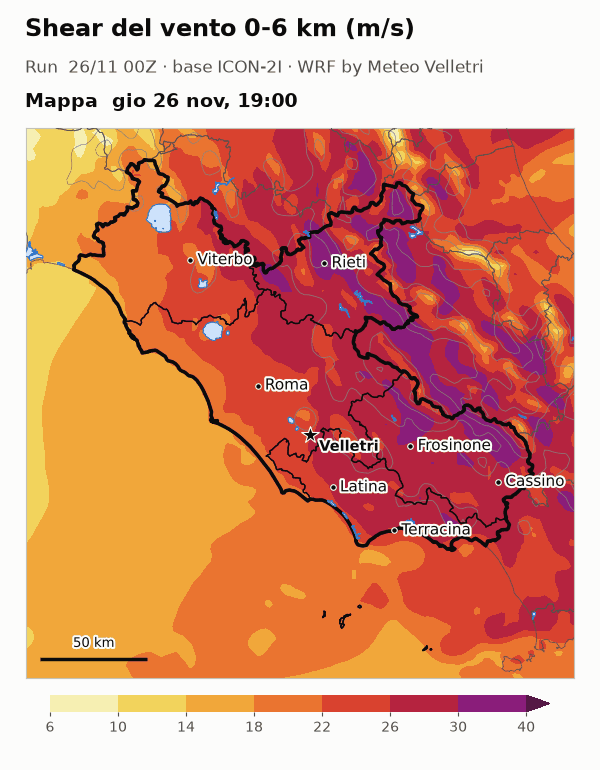 Shear del vento 0-6 km (m/s)
Run  26/11 00Z · base ICON-2I · WRF by Meteo Velletri
Mappa  gio 26 nov, 19:00
Viterbo
Rieti
Roma
Velletri
Frosinone
Latina
Cassino
Terracina
50 km
6 10 14 18 22 26 30 40